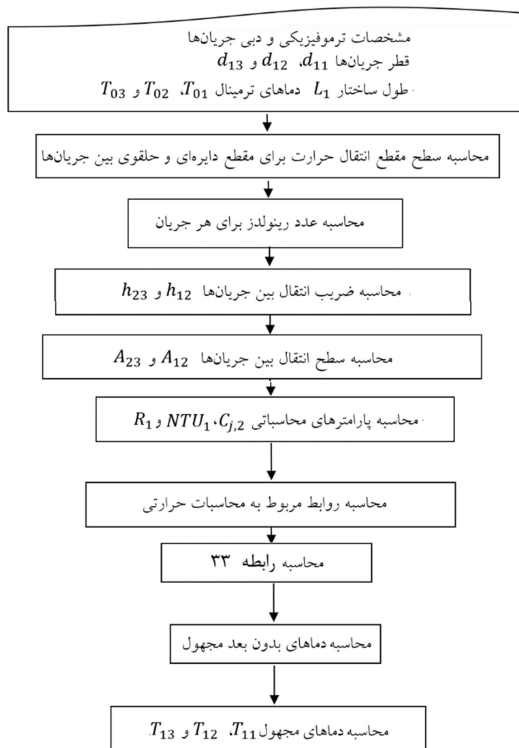 مشخصات ترموفیزیکی و دبی جریان‌ها
قطر جریان‌ها d11، d12 و d13
طول ساختار L1 دماهای ترمینال T01، T02 و T03
محاسبه سطح مقطع انتقال حرارت برای مقطع دایره‌ای و حلقوی بین جریان‌ها
محاسبه عدد رینولدز برای هر جریان
محاسبه ضریب انتقال بین جریان‌ها h12 و h23
محاسبه سطح انتقال بین جریان‌ها A12 و A23
محاسبه پارامترهای محاسباتی Cj,2، NTU1 و R1
محاسبه روابط مربوط به محاسبات حرارتی
محاسبه رابطه ۳۳
محاسبه دماهای بدون بعد مجهول
محاسبه دماهای مجهول T11، T12 و T13